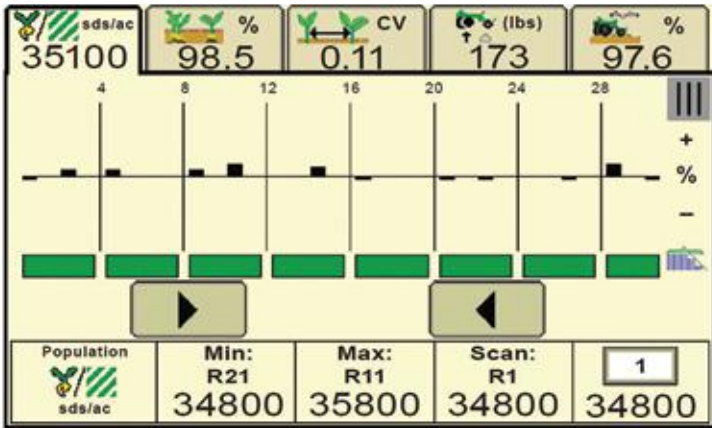 sds/ac % CV (lbs) %
35100 98.5 0.11 173 97.6
4 8 12 16 20 24 28
+
%
−
Population Min: Max: Scan:
R21 R11 R1 1
sds/ac 34800 35800 34800 34800